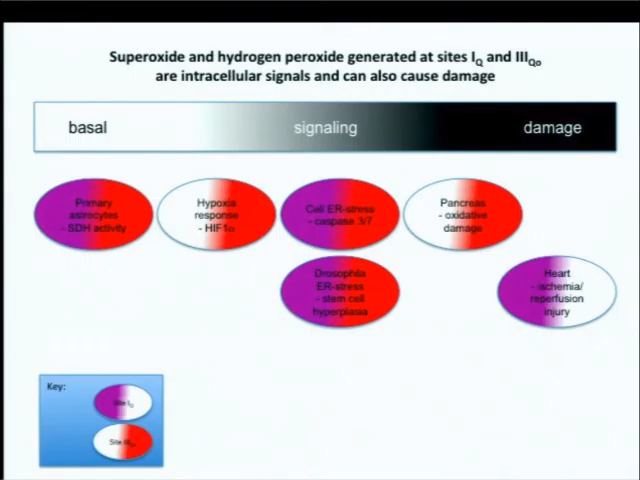 Superoxide and hydrogen peroxide generated at sites IQ and IIIQo
are intracellular signals and can also cause damage
basal
signaling
damage
Primary
astrocytes
- SDH activity
Hypoxia
response
- HIF1α
Cell ER-stress
- caspase 3/7
Pancreas
- oxidative
damage
Drosophila
ER-stress
- stem cell
hyperplasia
Heart
- ischemia/
reperfusion
injury
Key:
Site IQ
Site IIIQo